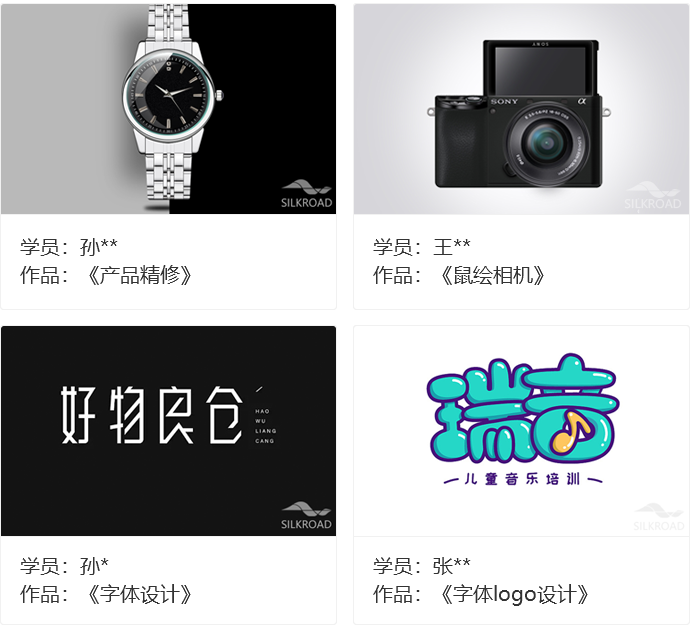 SONY
α
SILKROAD
SILKROAD
学员：孙**
作品：《产品精修》
学员：王**
作品：《鼠绘相机》
好物良仓
HAO
WU
LIANG
CANG
SILKROAD
瑞音
儿童音乐培训
SILKROAD
学员：孙*
作品：《字体设计》
学员：张**
作品：《字体logo设计》